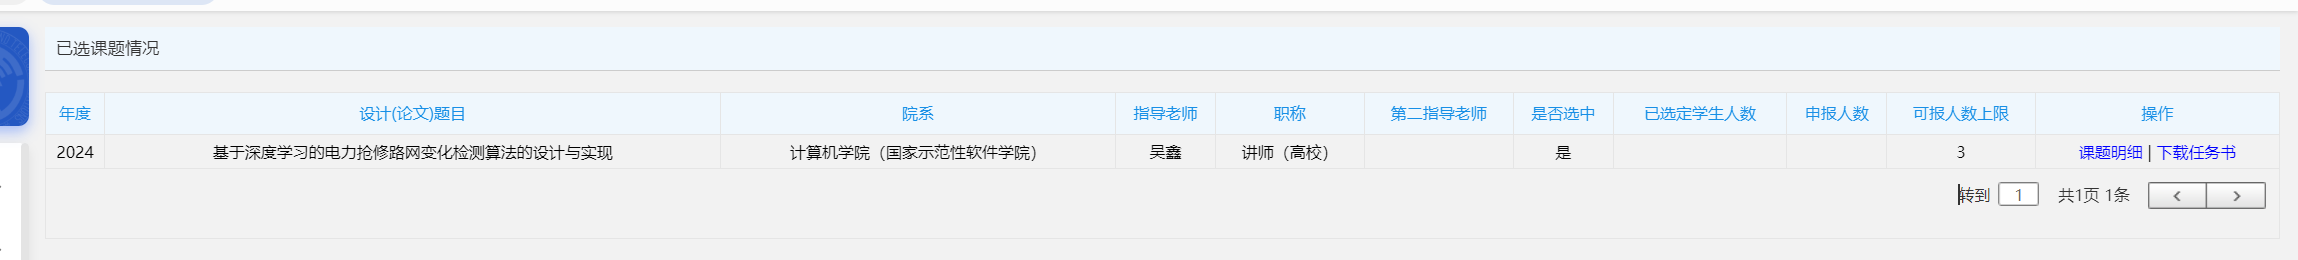 已选课题情况
年度 设计(论文)题目 院系 指导老师 职称 第二指导老师 是否选中 已选定学生人数 申报人数 可报人数上限 操作
2024 基于深度学习的电力抢修路网变化检测算法的设计与实现 计算机学院（国家示范性软件学院） 吴鑫 讲师（高校） 是 3 课题明细 | 下载任务书
转到 1 共1页 1条